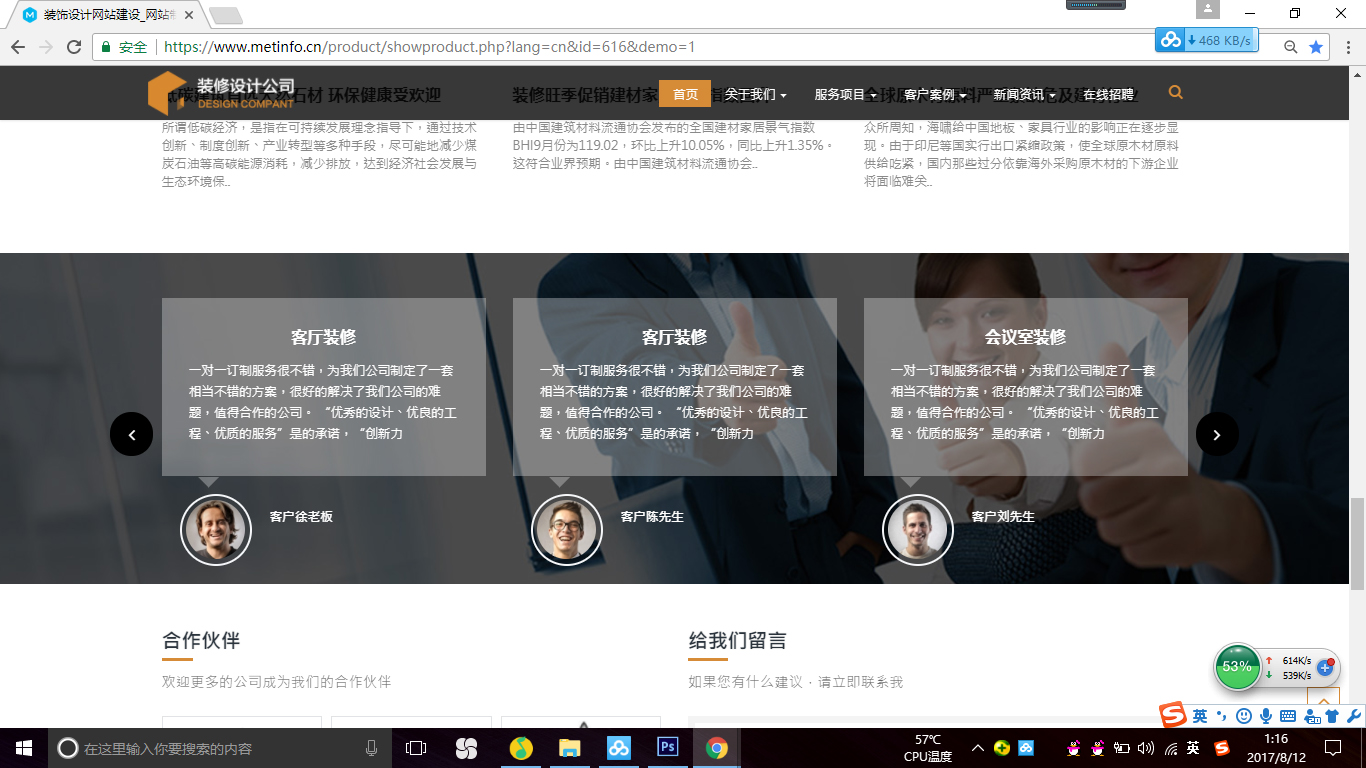 装饰设计网站建设_网站制
468 KB/s
安全 https://www.metinfo.cn/product/showproduct.php?lang=cn&id=616&demo=1
装修设计公司
DESIGN COMPANT
首页 关于我们 服务项目 客户案例 新闻资讯 在线招聘
石材 环保健康受欢迎
装修旺季促销建材家
所谓低碳经济，是指在可持续发展理念指导下，通过技术
创新、制度创新、产业转型等多种手段，尽可能地减少煤
炭石油等高碳能源消耗，减少排放，达到经济社会发展与
生态环境保..
由中国建筑材料流通协会发布的全国建材家居景气指数
BHI9月份为119.02，环比上升10.05%，同比上升1.35%。
这符合业界预期。由中国建筑材料流通协会..
众所周知，海啸给中国地板、家具行业的影响正在逐步显
现。由于印尼等国实行出口紧缩政策，使全球原木材原料
供给吃紧，国内那些过分依靠海外采购原木材的下游企业
将面临难关..
客厅装修
一对一订制服务很不错，为我们公司制定了一套
相当不错的方案，很好的解决了我们公司的难
题，值得合作的公司。“优秀的设计、优良的工
程、优质的服务”是的承诺，“创新力
客户徐老板
客厅装修
一对一订制服务很不错，为我们公司制定了一套
相当不错的方案，很好的解决了我们公司的难
题，值得合作的公司。“优秀的设计、优良的工
程、优质的服务”是的承诺，“创新力
客户陈先生
会议室装修
一对一订制服务很不错，为我们公司制定了一套
相当不错的方案，很好的解决了我们公司的难
题，值得合作的公司。“优秀的设计、优良的工
程、优质的服务”是的承诺，“创新力
客户刘先生
合作伙伴
欢迎更多的公司成为我们的合作伙伴
给我们留言
如果您有什么建议，请立即联系我
53%
614K/s
539K/s
英
在这里输入你要搜索的内容
Ps
57℃
CPU温度
英
1:16
2017/8/12